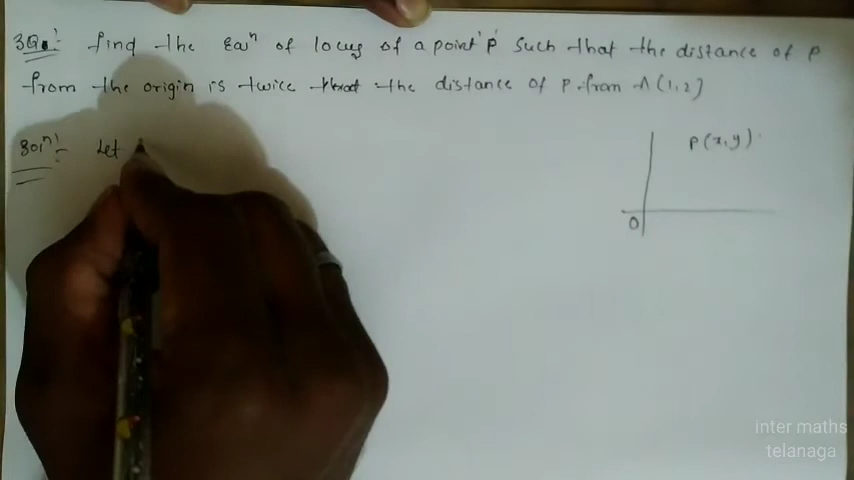 3Q:- find the Eqn of locus of a point 'P' such that the distance of P
from the origin is twice the distance of P from A(1,2)
Soln:- Let
P(x,y)
O
inter maths
telanaga